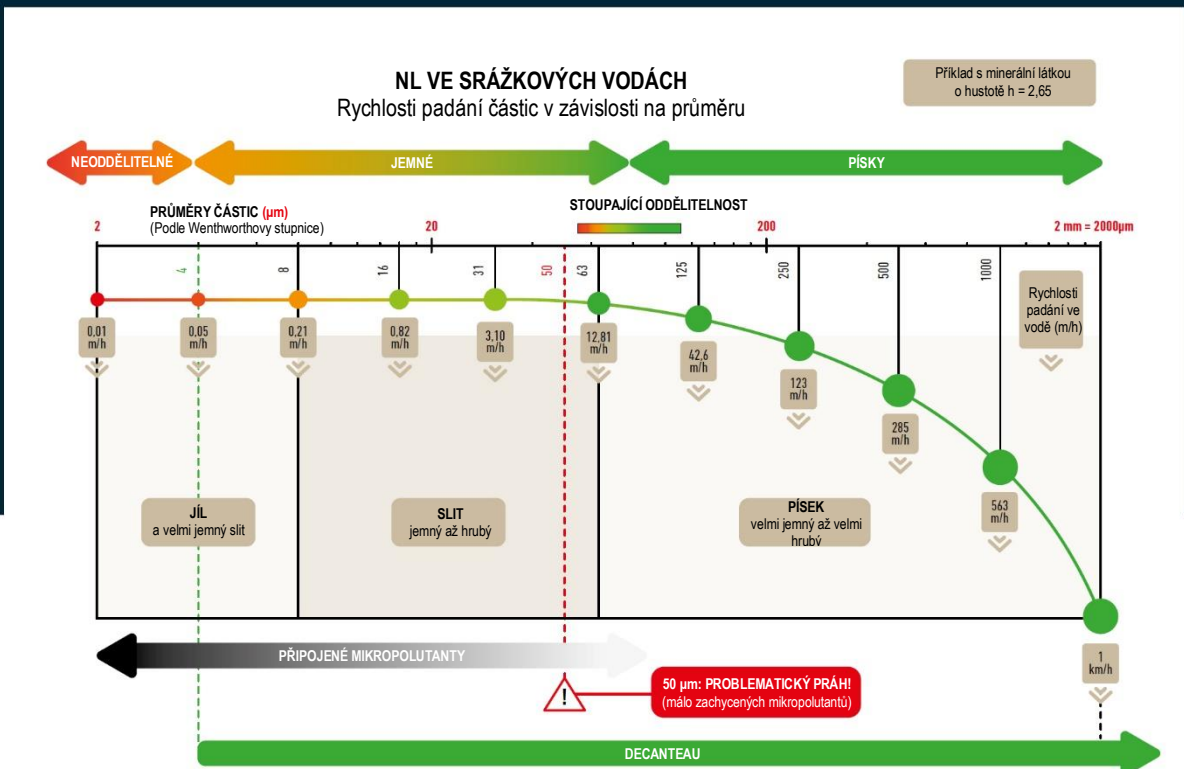 NL VE SRÁŽKOVÝCH VODÁCH
Rychlosti padání částic v závislosti na průměru
Příklad s minerální látkou
o hustotě h = 2,65
NEODDĚLITELNÉ
JEMNÉ
PÍSKY
PRŮMĚRY ČÁSTIC (µm)
(Podle Wenthworthovy stupnice)
STOUPAJÍCÍ ODDĚLITELNOST
2
20
200
2 mm = 2000µm
4
8
16
31
50
63
125
250
500
1000
Rychlosti
padání ve
vodě (m/h)
0,01
m/h
0,05
m/h
0,21
m/h
0,82
m/h
3,10
m/h
12,81
m/h
42,6
m/h
123
m/h
285
m/h
563
m/h
1
km/h
JÍL
a velmi jemný slit
SLIT
jemný až hrubý
PÍSEK
velmi jemný až velmi
hrubý
PŘIPOJENÉ MIKROPOLUTANTY
!
50 µm: PROBLEMATICKÝ PRÁH!
(málo zachycených mikropolutantů)
DECANTEAU